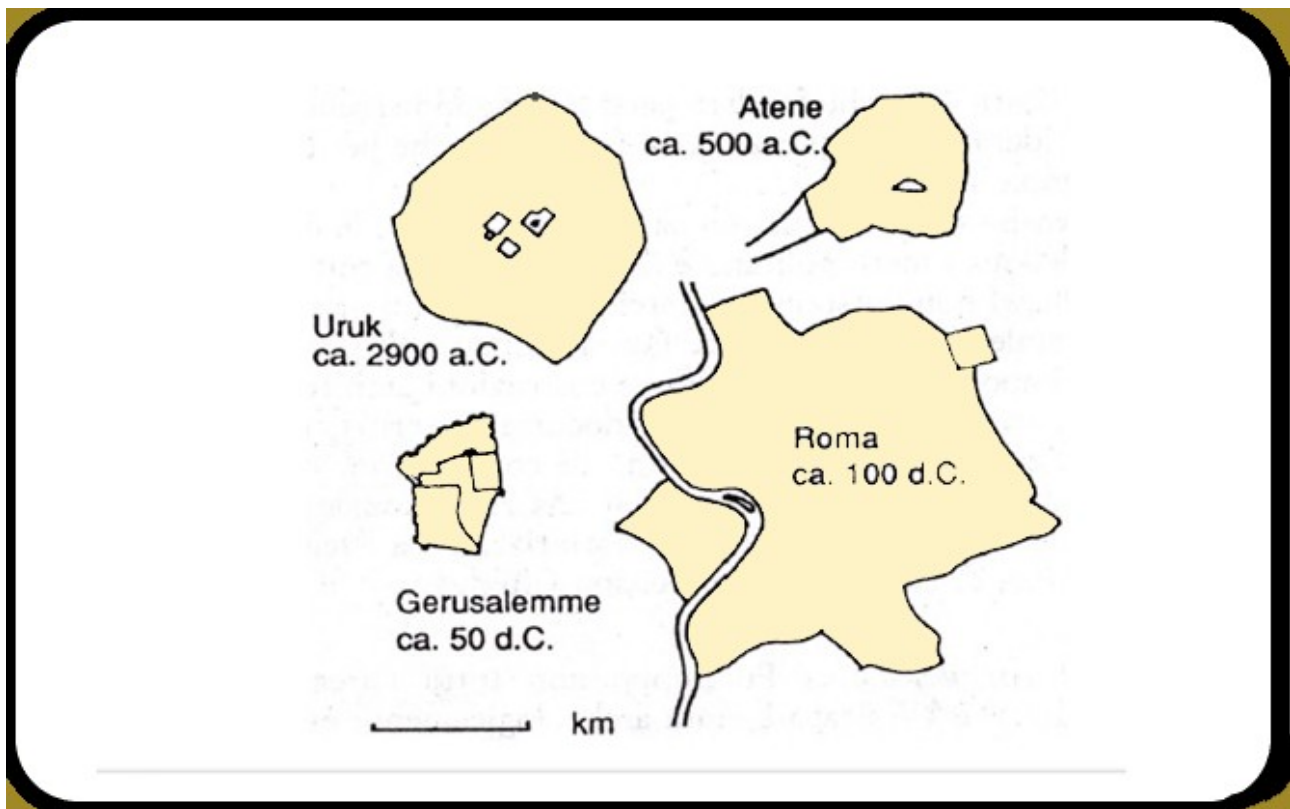 Atene
ca. 500 a.C.
Uruk
ca. 2900 a.C.
Roma
ca. 100 d.C.
Gerusalemme
ca. 50 d.C.
km